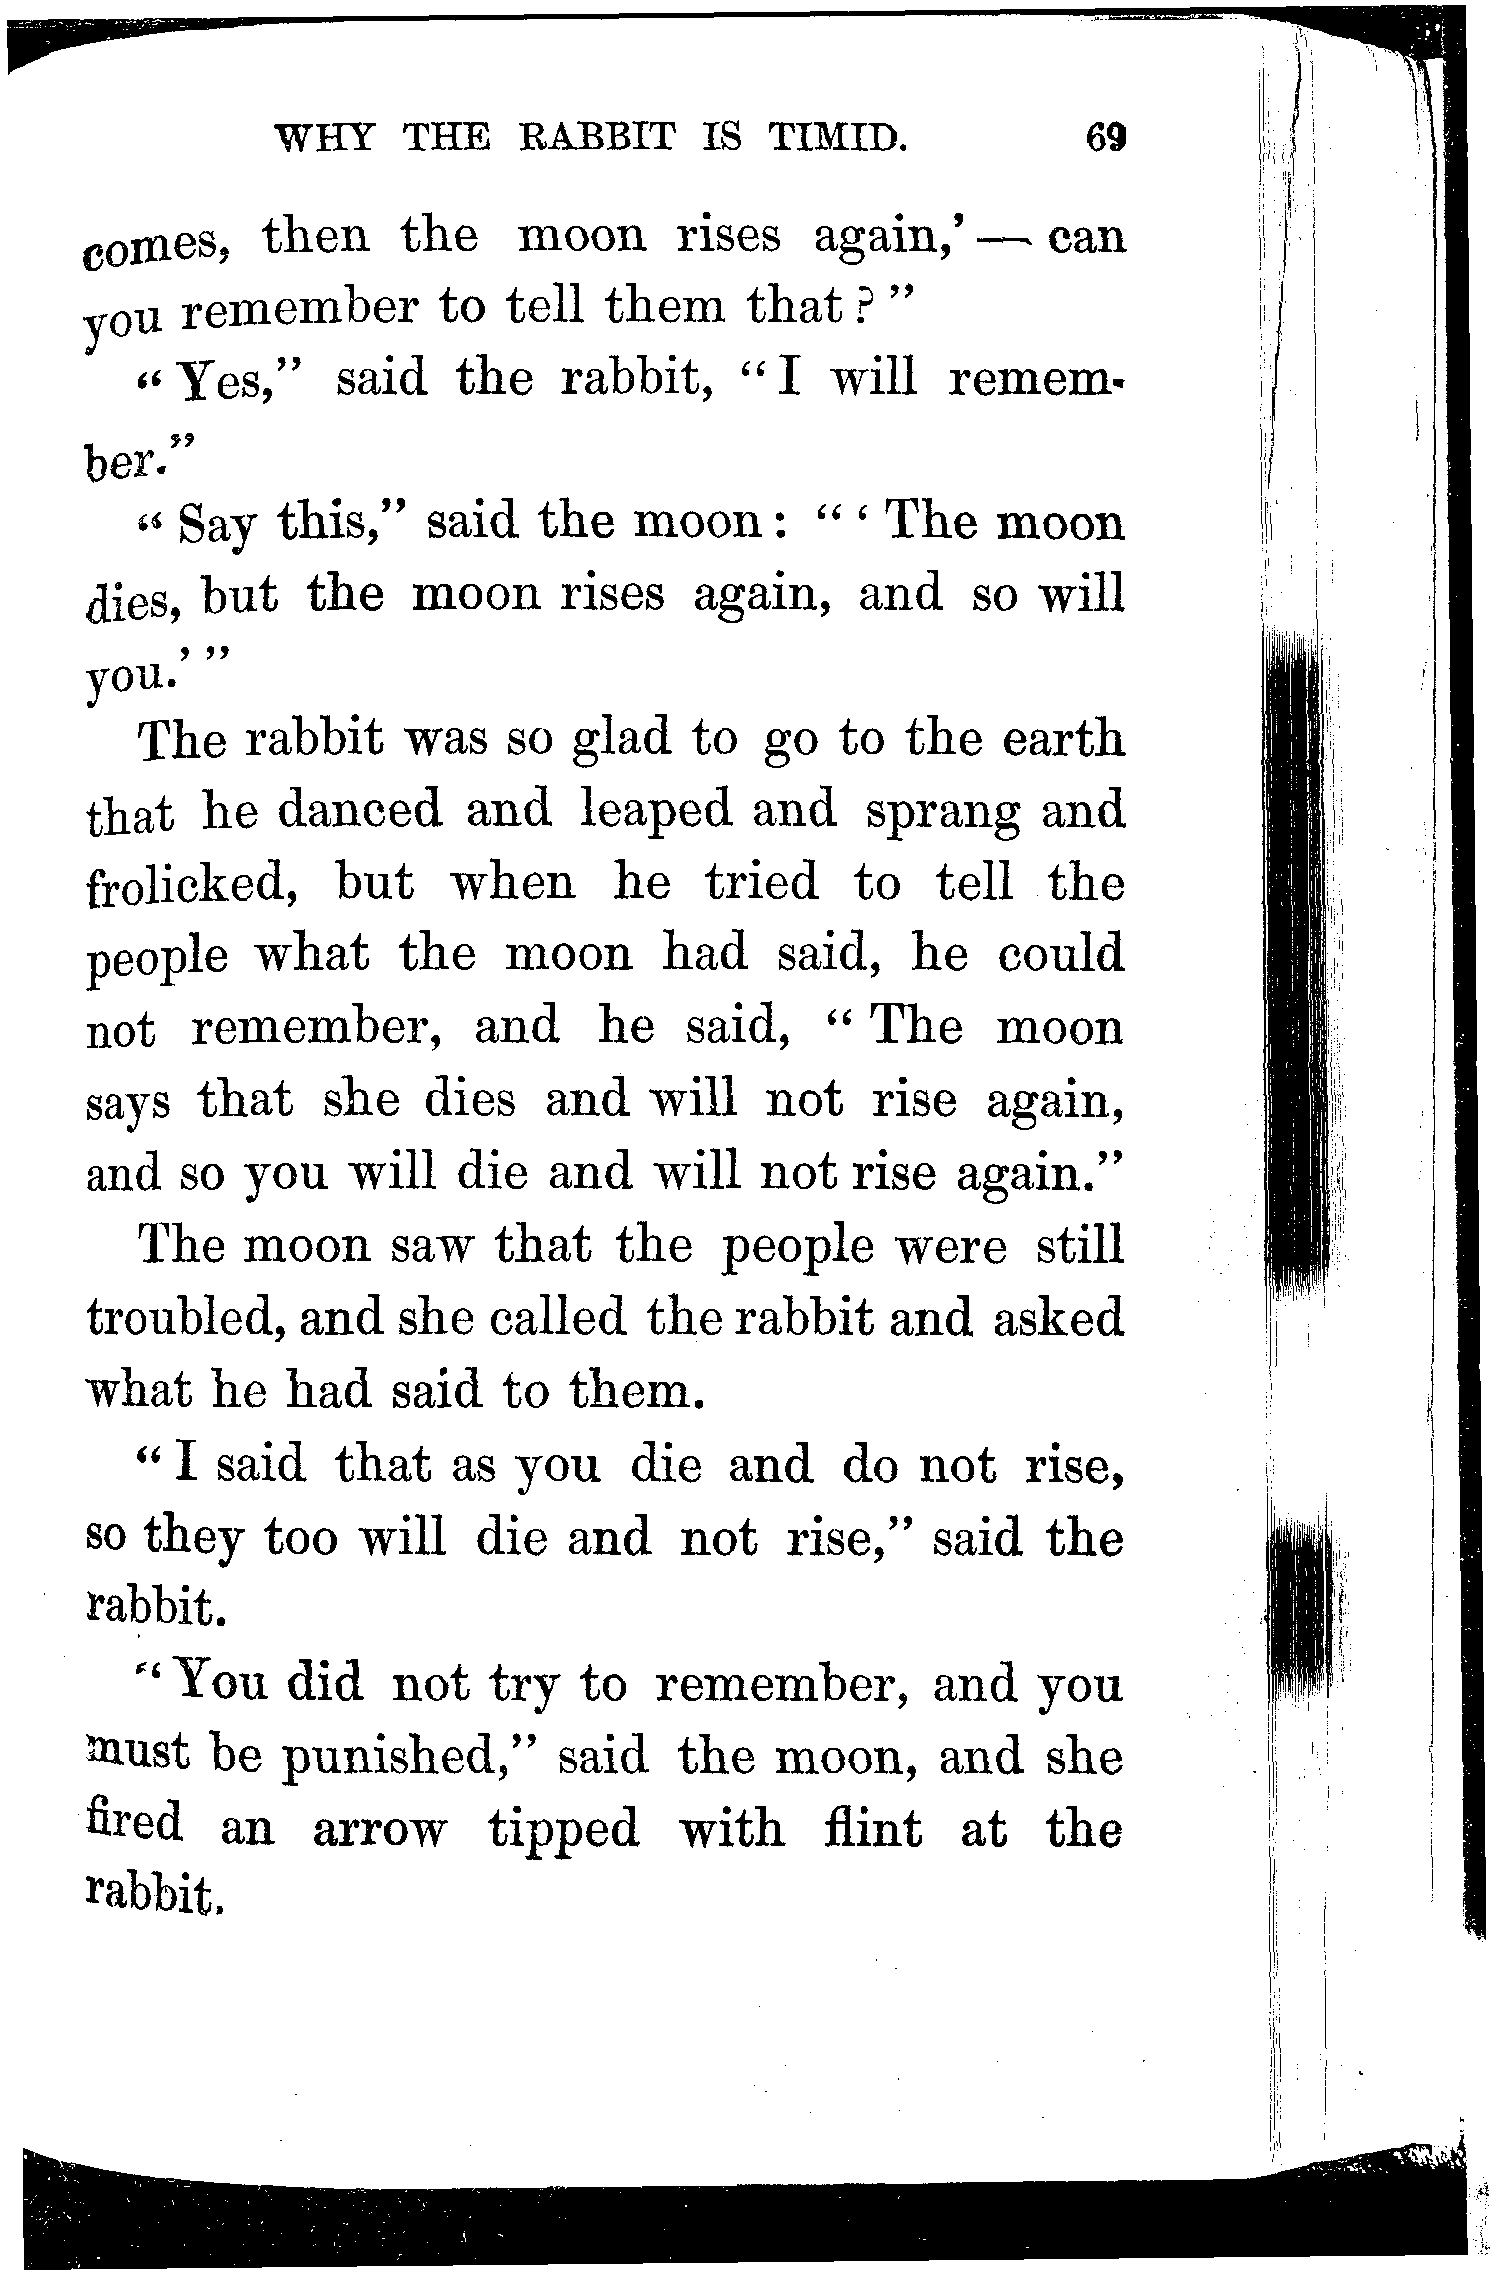 WHY THE RABBIT IS TIMID. 69
comes, then the moon rises again,' — can
you remember to tell them that?"
"Yes," said the rabbit, "I will remem-
ber."
"Say this," said the moon: "'The moon
dies, but the moon rises again, and so will
you.'"
The rabbit was so glad to go to the earth
that he danced and leaped and sprang and
frolicked, but when he tried to tell the
people what the moon had said, he could
not remember, and he said, "The moon
says that she dies and will not rise again,
and so you will die and will not rise again."
The moon saw that the people were still
troubled, and she called the rabbit and asked
what he had said to them.
"I said that as you die and do not rise,
so they too will die and not rise," said the
rabbit.
"You did not try to remember, and you
must be punished," said the moon, and she
fired an arrow tipped with flint at the
rabbit.